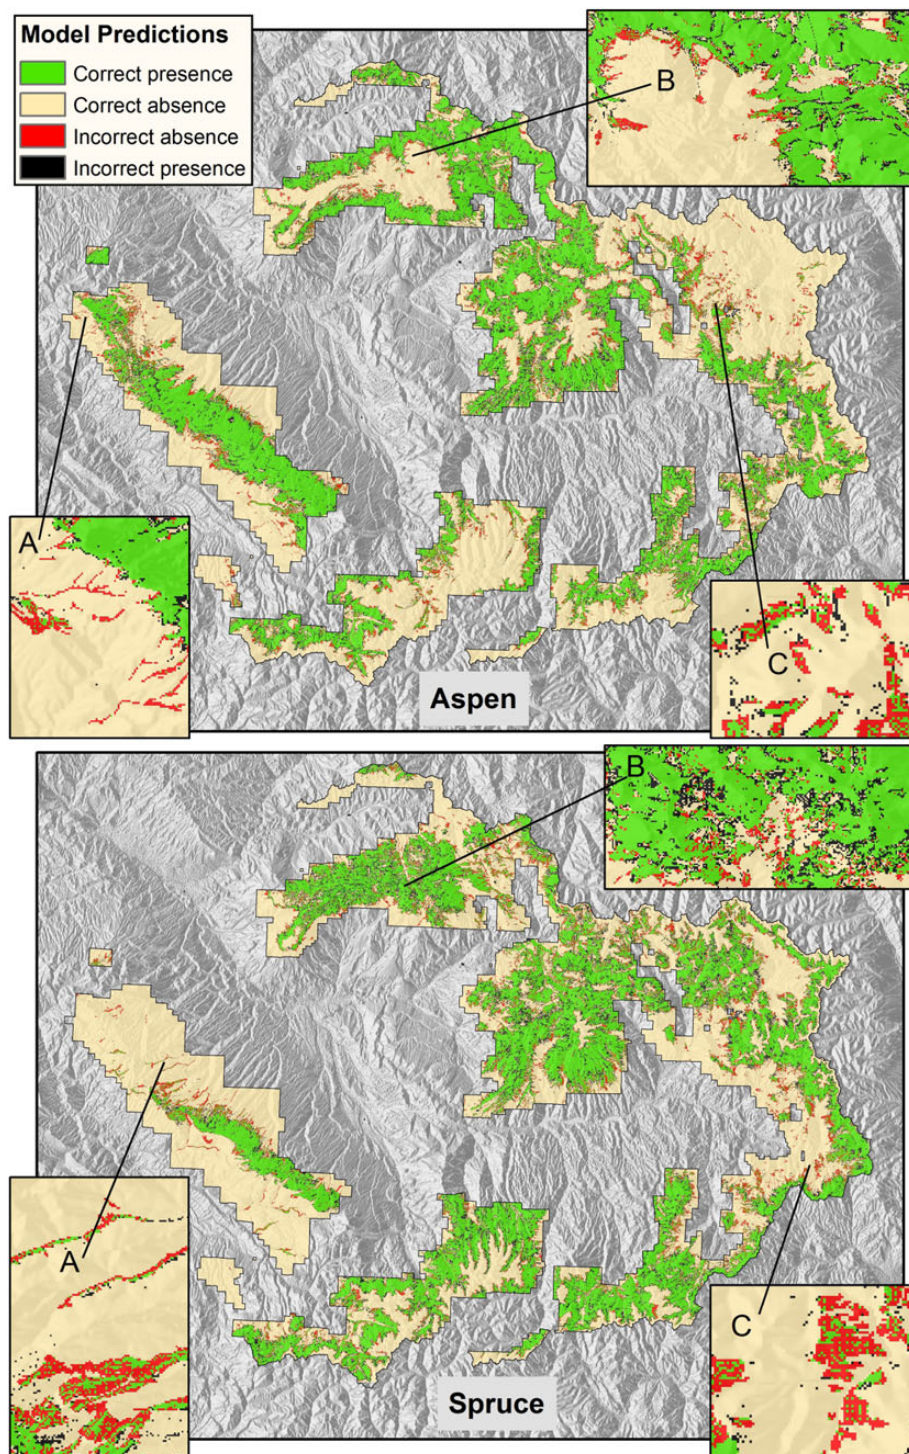 Model Predictions
Correct presence
Correct absence
Incorrect absence
Incorrect presence
B
A
C
Aspen
B
A
C
Spruce